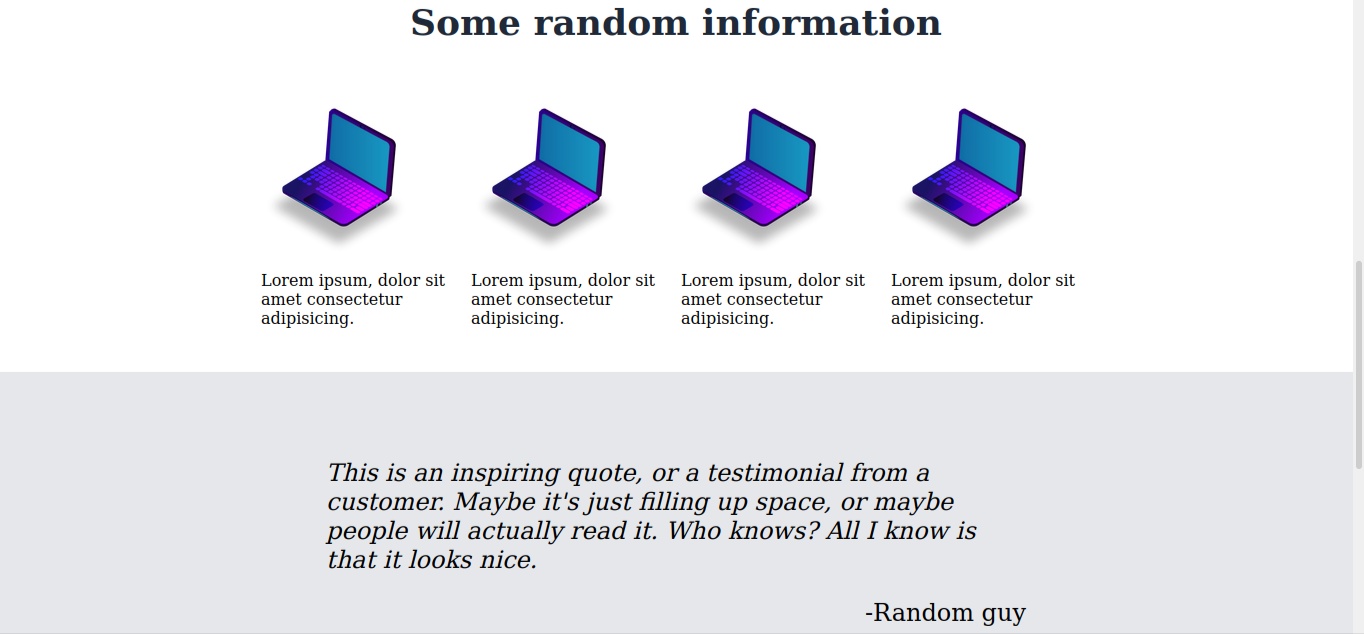 Some random information
Lorem ipsum, dolor sit
amet consectetur
adipisicing.
Lorem ipsum, dolor sit
amet consectetur
adipisicing.
Lorem ipsum, dolor sit
amet consectetur
adipisicing.
Lorem ipsum, dolor sit
amet consectetur
adipisicing.
This is an inspiring quote, or a testimonial from a
customer. Maybe it's just filling up space, or maybe
people will actually read it. Who knows? All I know is
that it looks nice.
-Random guy